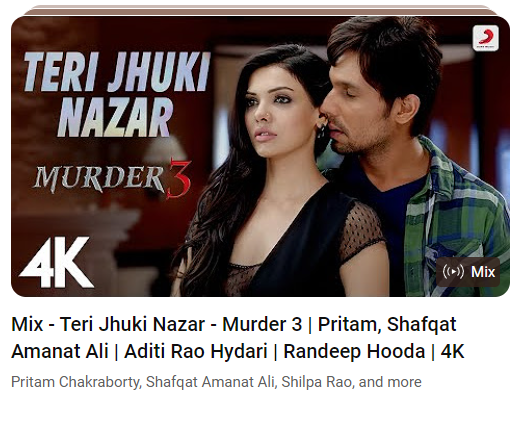 TERI JHUKI
NAZAR
MURDER 3
4K
Mix
Mix - Teri Jhuki Nazar - Murder 3 | Pritam, Shafqat
Amanat Ali | Aditi Rao Hydari | Randeep Hooda | 4K
Pritam Chakraborty, Shafqat Amanat Ali, Shilpa Rao, and more